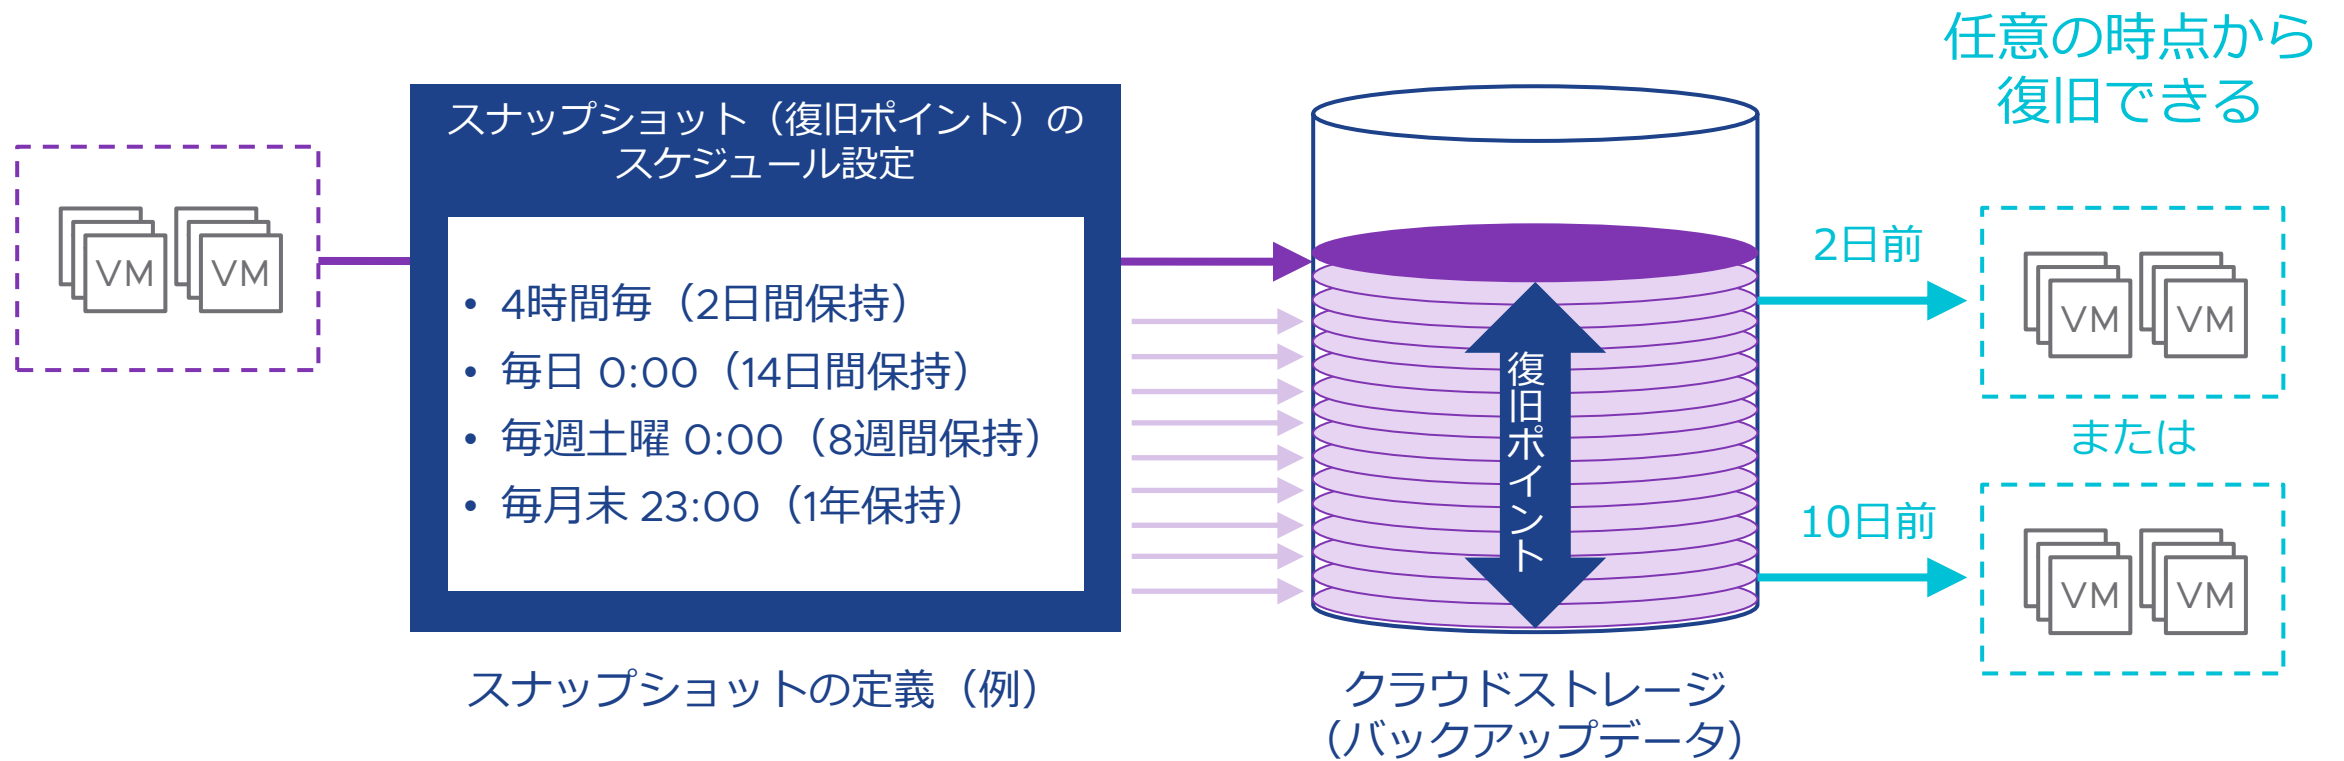 任意の時点から
復旧できる
スナップショット（復旧ポイント）の
スケジュール設定
VM VM
• 4時間毎（2日間保持）
• 毎日 0:00（14日間保持）
• 毎週土曜 0:00（8週間保持）
• 毎月末 23:00（1年保持）
復旧ポイント
2日前
VM VM
または
10日前
VM VM
スナップショットの定義（例）
クラウドストレージ
（バックアップデータ）